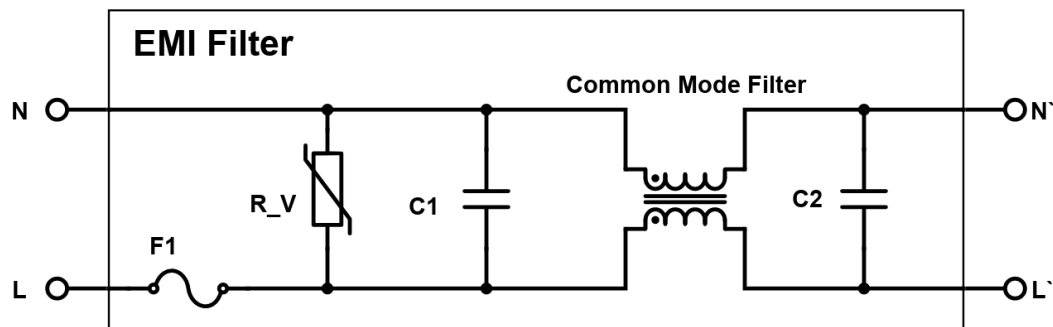 EMI Filter
Common Mode Filter
N
N`
R_V
C1
C2
F1
L
L`